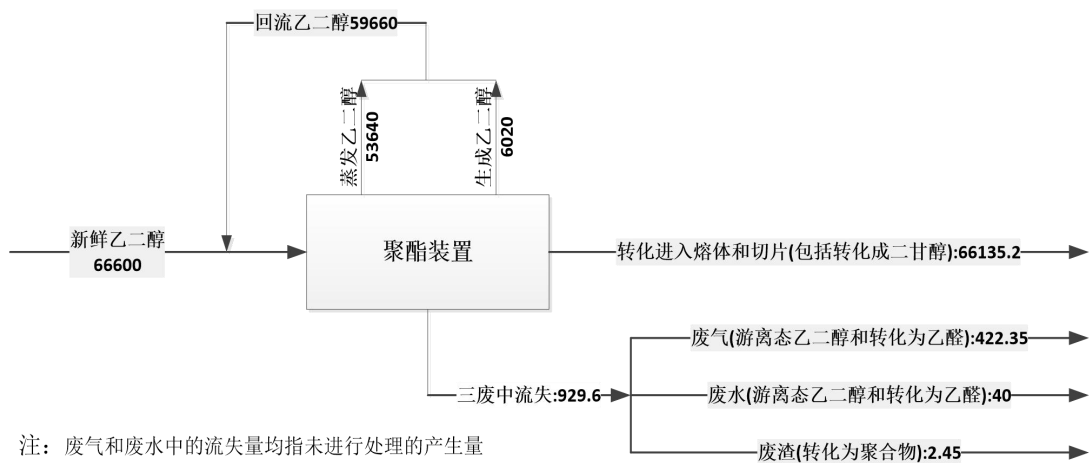 回流乙二醇59660
蒸发乙二醇
53640
生成乙二醇
6020
新鲜乙二醇
66600
聚酯装置
转化进入熔体和切片(包括转化成二甘醇):66135.2
废气(游离态乙二醇和转化为乙醛):422.35
三废中流失:929.6
废水(游离态乙二醇和转化为乙醛):40
废渣(转化为聚合物):2.45
注：废气和废水中的流失量均指未进行处理的产生量